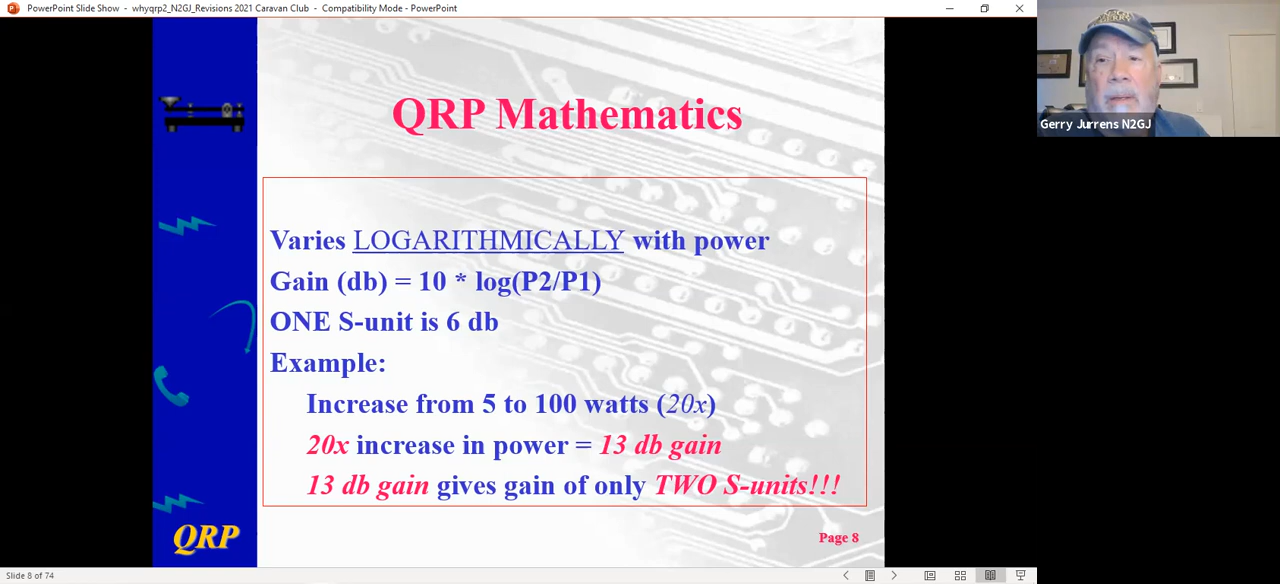 PowerPoint Slide Show - whyqrp2_N2GJ_Revisions 2021 Caravan Club - Compatibility Mode - PowerPoint
Gerry Jurrens N2GJ
QRP Mathematics
Varies LOGARITHMICALLY with power
Gain (db) = 10 * log(P2/P1)
ONE S-unit is 6 db
Example:
Increase from 5 to 100 watts (20x)
20x increase in power = 13 db gain
13 db gain gives gain of only TWO S-units!!!
QRP
Page 8
Slide 8 of 74